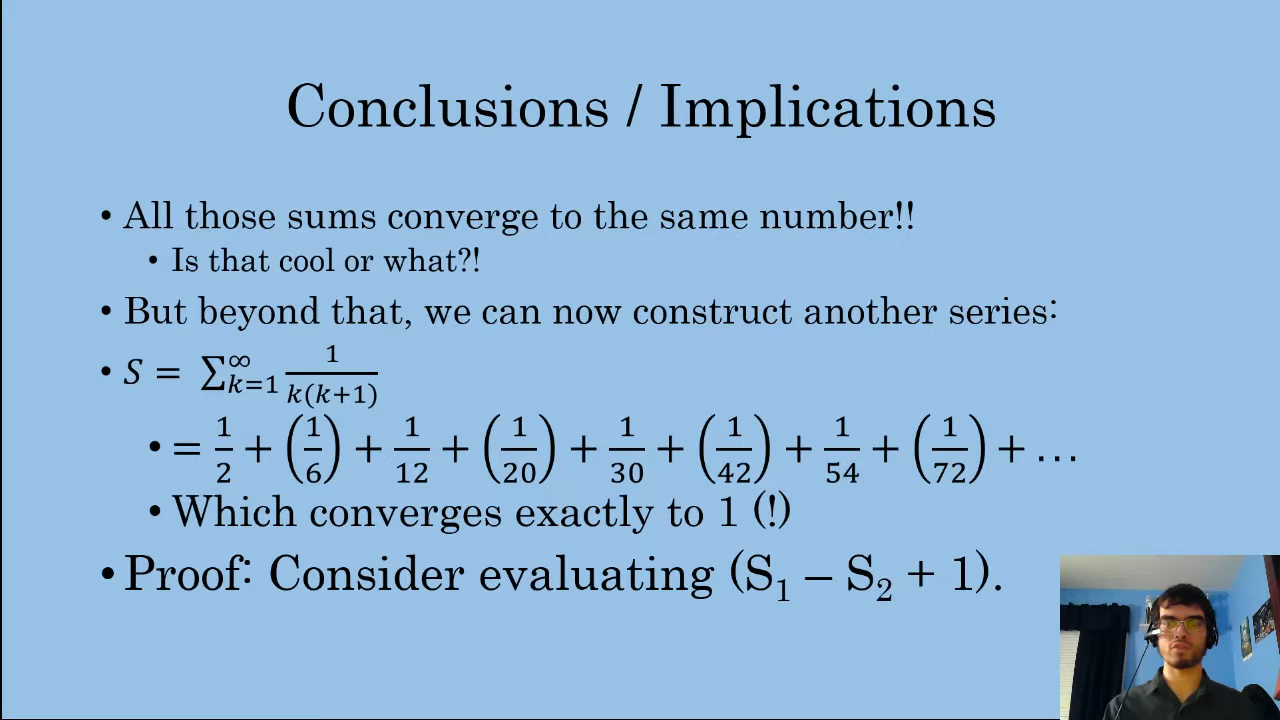 Conclusions / Implications
• All those sums converge to the same number!!
• Is that cool or what?!
• But beyond that, we can now construct another series:
• 𝑆 = ∑_{𝑘=1}^{∞} 1/(𝑘(𝑘+1))
• = 1/2 + (1/6) + 1/12 + (1/20) + 1/30 + (1/42) + 1/54 + (1/72) + …
• Which converges exactly to 1 (!)
• Proof: Consider evaluating (S₁ – S₂ + 1).